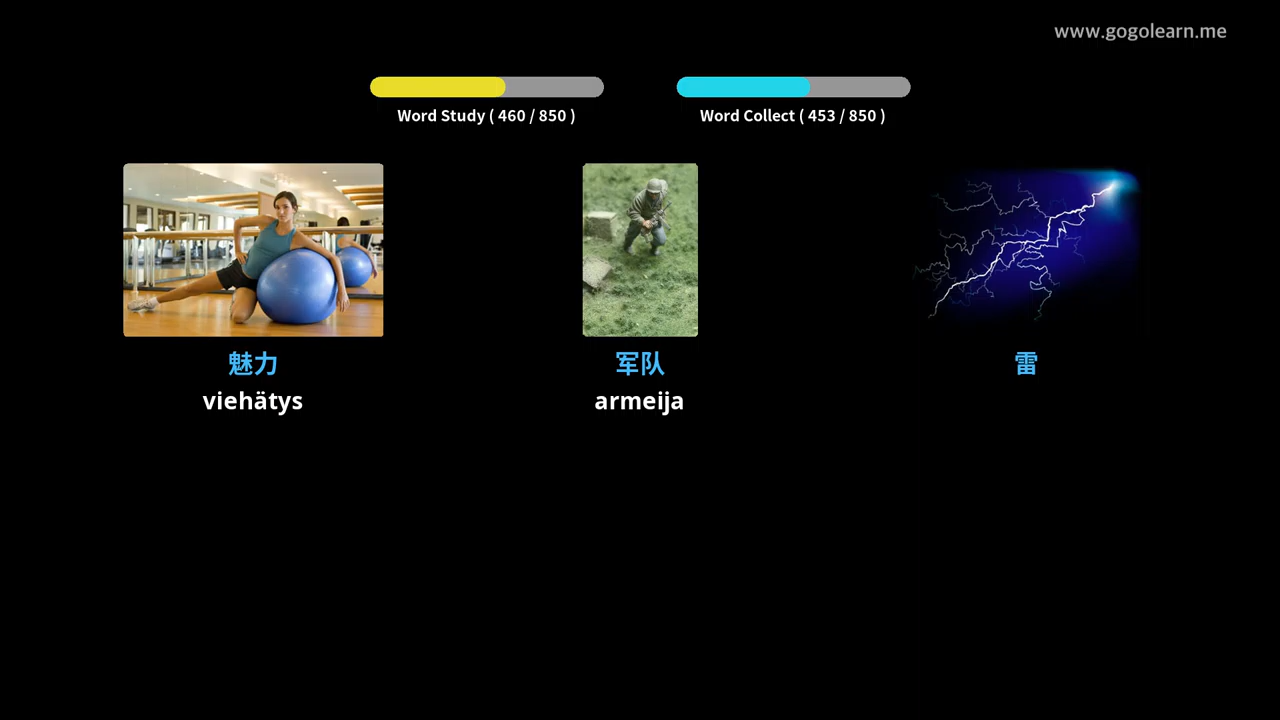 www.gogolearn.me
Word Study ( 460 / 850 )
Word Collect ( 453 / 850 )
魅力
军队
雷
viehätys
armeija